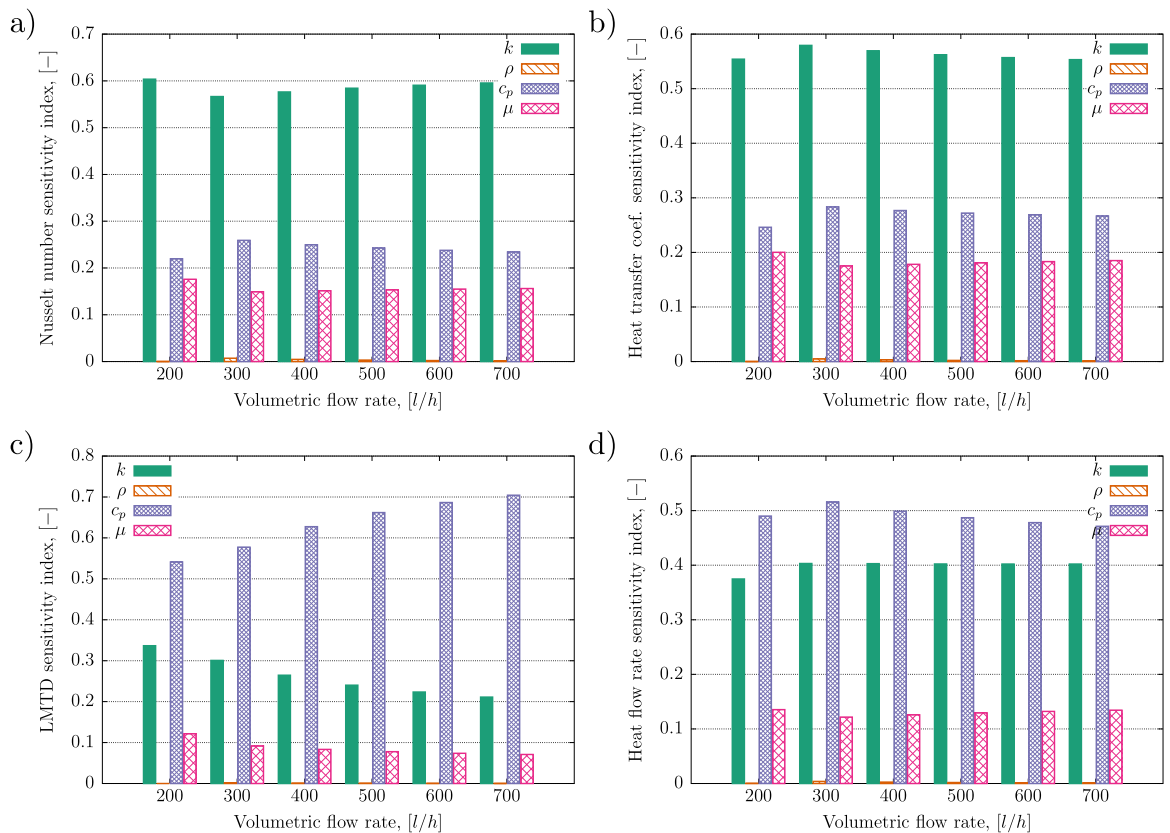 a)
Nusselt number sensitivity index, [−]
0.7
0.6
0.5
0.4
0.3
0.2
0.1
0
k
ρ
c_p
μ
200 300 400 500 600 700
Volumetric flow rate, [l/h]
b)
Heat transfer coef. sensitivity index, [−]
0.6
0.5
0.4
0.3
0.2
0.1
0
k
ρ
c_p
μ
200 300 400 500 600 700
Volumetric flow rate, [l/h]
c)
LMTD sensitivity index, [−]
0.8
0.7
0.6
0.5
0.4
0.3
0.2
0.1
0
k
ρ
c_p
μ
200 300 400 500 600 700
Volumetric flow rate, [l/h]
d)
Heat flow rate sensitivity index, [−]
0.6
0.5
0.4
0.3
0.2
0.1
0
k
ρ
c_p
μ
200 300 400 500 600 700
Volumetric flow rate, [l/h]